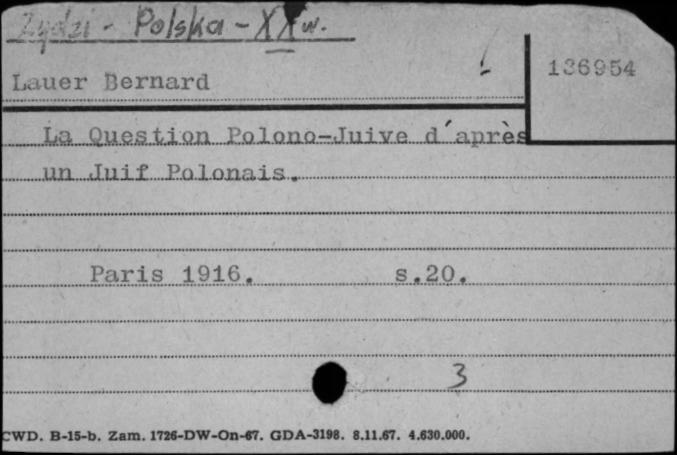 Żydzi - Polska - XX w.
136954
Lauer Bernard
La Question Polono-Juive d´après
un Juif Polonais.
Paris 1916. s.20.
3
CWD. B-15-b. Zam. 1726-DW-On-67. GDA-3198. 8.11.67. 4.630.000.